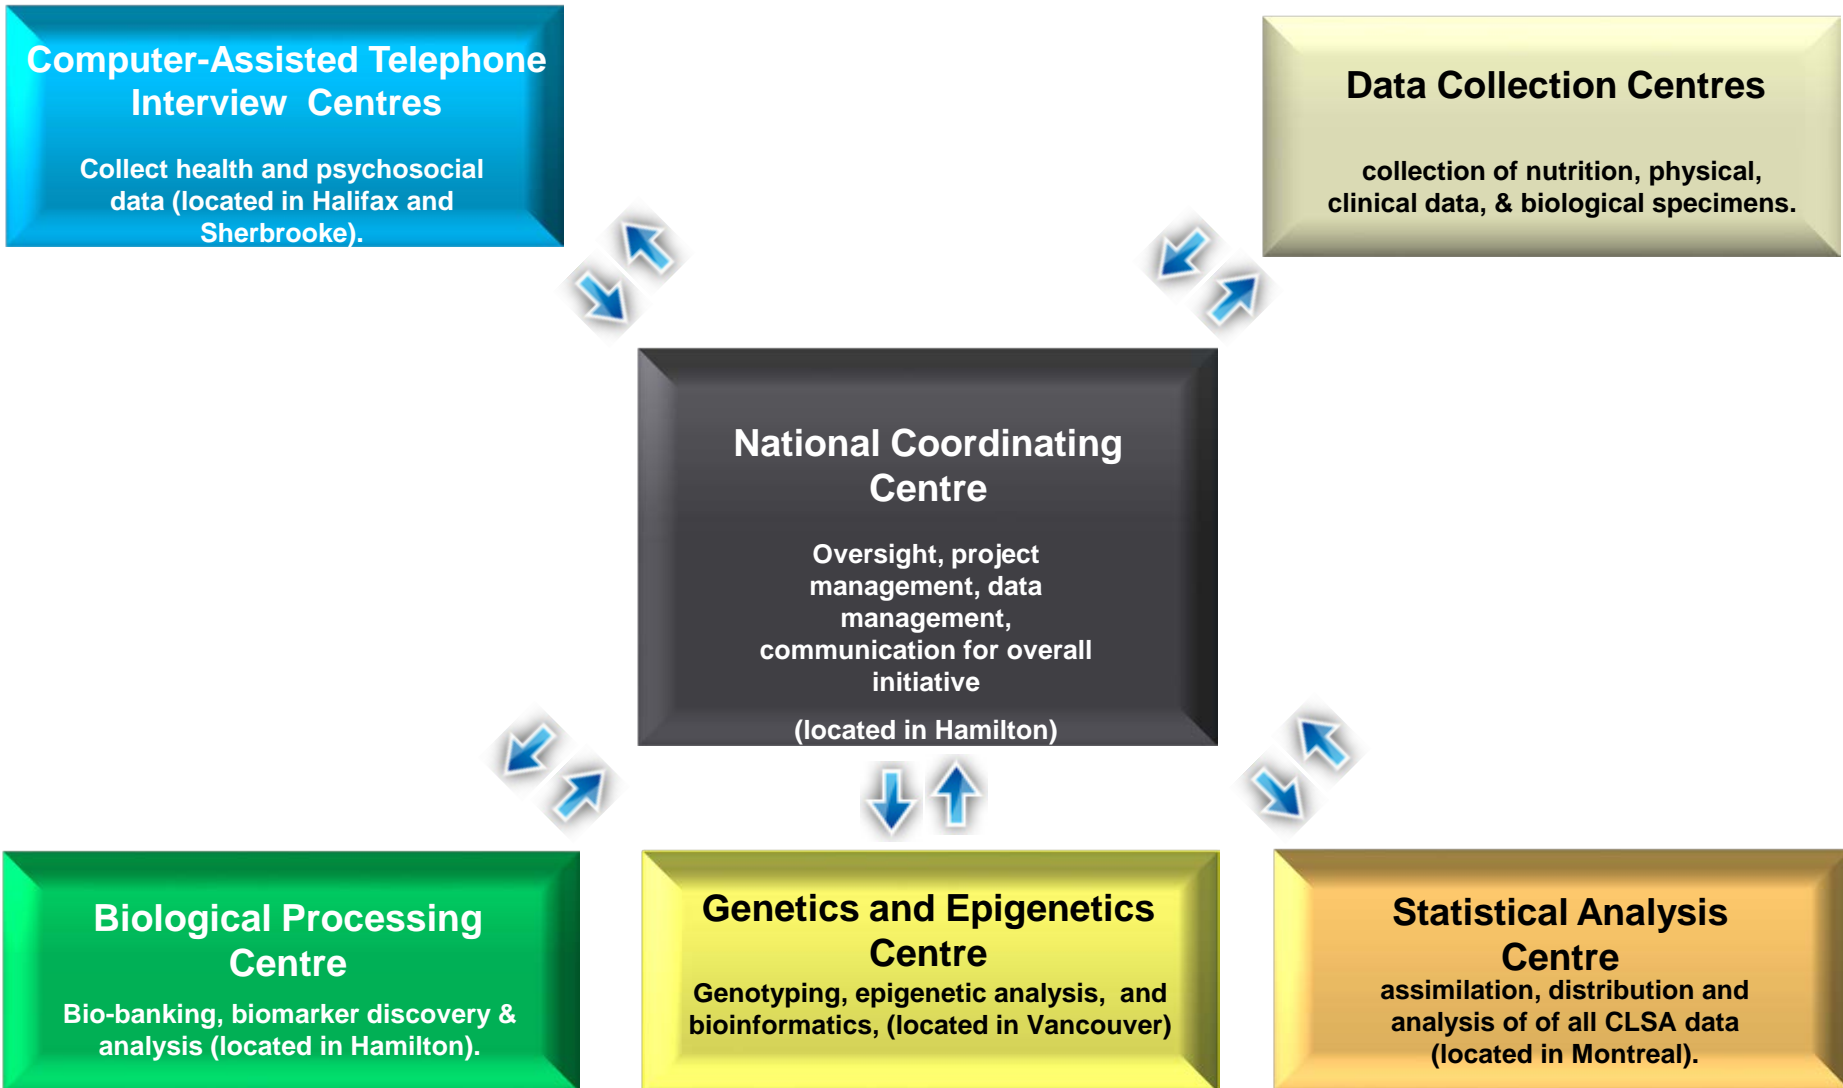 Computer-Assisted Telephone
Interview Centres
Collect health and psychosocial
data (located in Halifax and
Sherbrooke).
Data Collection Centres
collection of nutrition, physical,
clinical data, & biological specimens.
National Coordinating
Centre
Oversight, project
management, data
management,
communication for overall
initiative
(located in Hamilton)
Biological Processing
Centre
Bio-banking, biomarker discovery &
analysis (located in Hamilton).
Genetics and Epigenetics
Centre
Genotyping, epigenetic analysis, and
bioinformatics, (located in Vancouver)
Statistical Analysis
Centre
assimilation, distribution and
analysis of of all CLSA data
(located in Montreal).